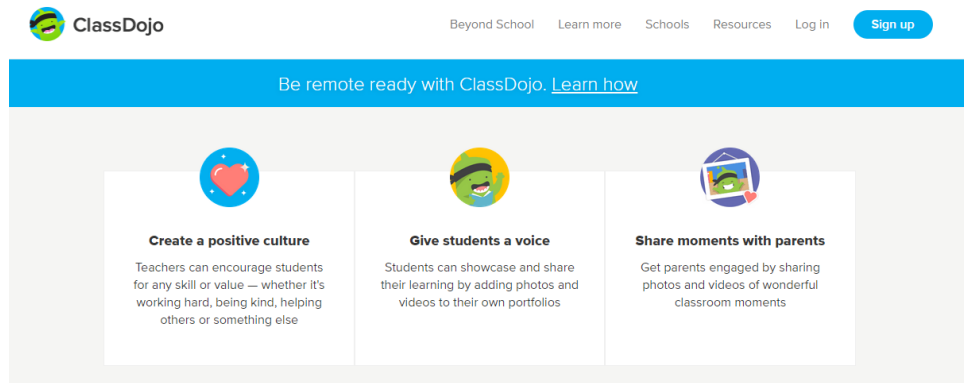 ClassDojo
Beyond School Learn more Schools Resources Log in Sign up
Be remote ready with ClassDojo. Learn how
Create a positive culture
Teachers can encourage students
for any skill or value — whether it's
working hard, being kind, helping
others or something else
Give students a voice
Students can showcase and share
their learning by adding photos and
videos to their own portfolios
Share moments with parents
Get parents engaged by sharing
photos and videos of wonderful
classroom moments